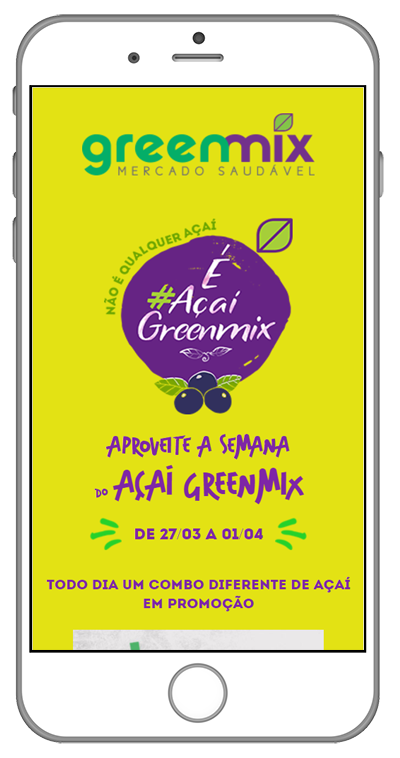 greenmix
MERCADO SAUDÁVEL
NÃO É QUALQUER AÇAÍ
É
#Açaí
Greenmix
APROVEITE A SEMANA
DO AÇAÍ GREENMIX
DE 27/03 A 01/04
TODO DIA UM COMBO DIFERENTE DE AÇAÍ
EM PROMOÇÃO